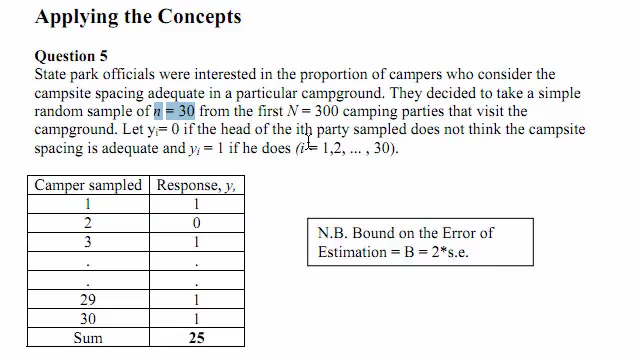 Applying the Concepts
Question 5
State park officials were interested in the proportion of campers who consider the
campsite spacing adequate in a particular campground. They decided to take a simple
random sample of n = 30 from the first N = 300 camping parties that visit the
campground. Let yi= 0 if the head of the ith party sampled does not think the campsite
spacing is adequate and yi = 1 if he does (i = 1,2, ... , 30).
Camper sampled Response, yi
1 1
2 0
3 1
. .
. .
29 1
30 1
Sum 25
N.B. Bound on the Error of
Estimation = B = 2*s.e.